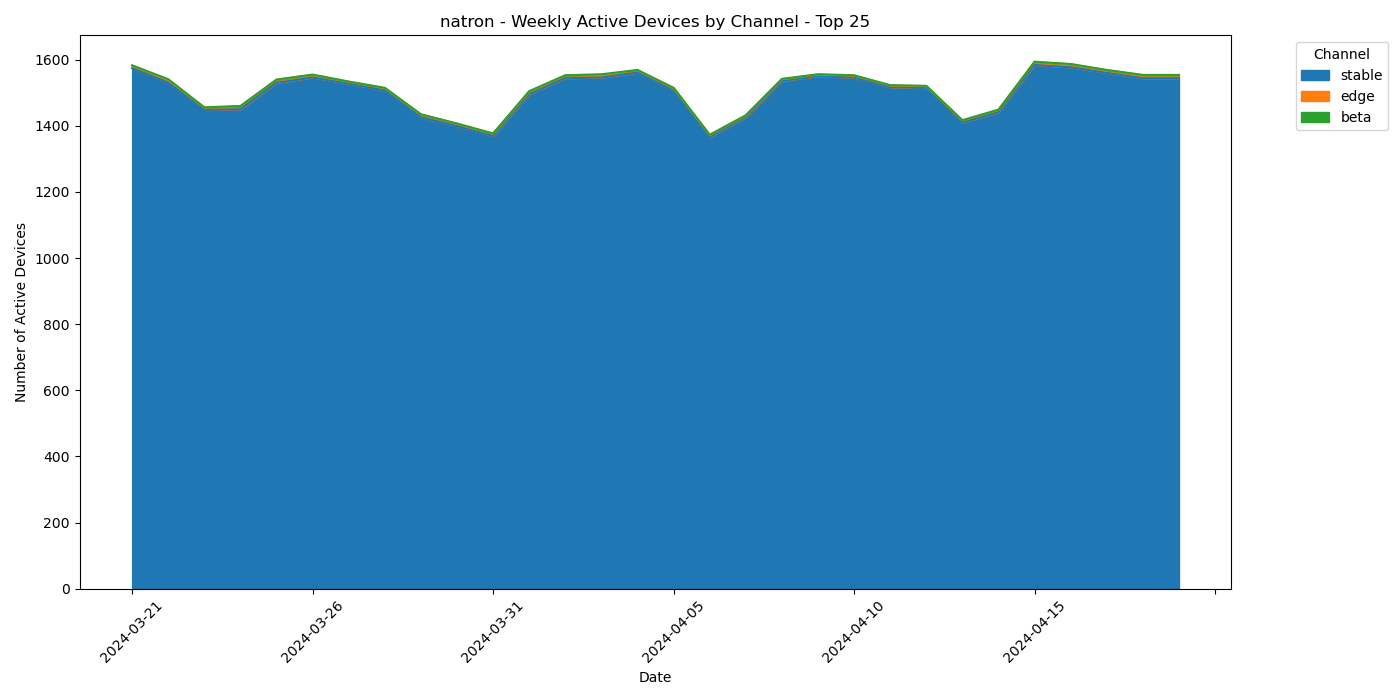 natron - Weekly Active Devices by Channel - Top 25
Channel
stable
edge
beta
Number of Active Devices
1600
1400
1200
1000
800
600
400
200
0
2024-03-21
2024-03-26
2024-03-31
2024-04-05
2024-04-10
2024-04-15
Date